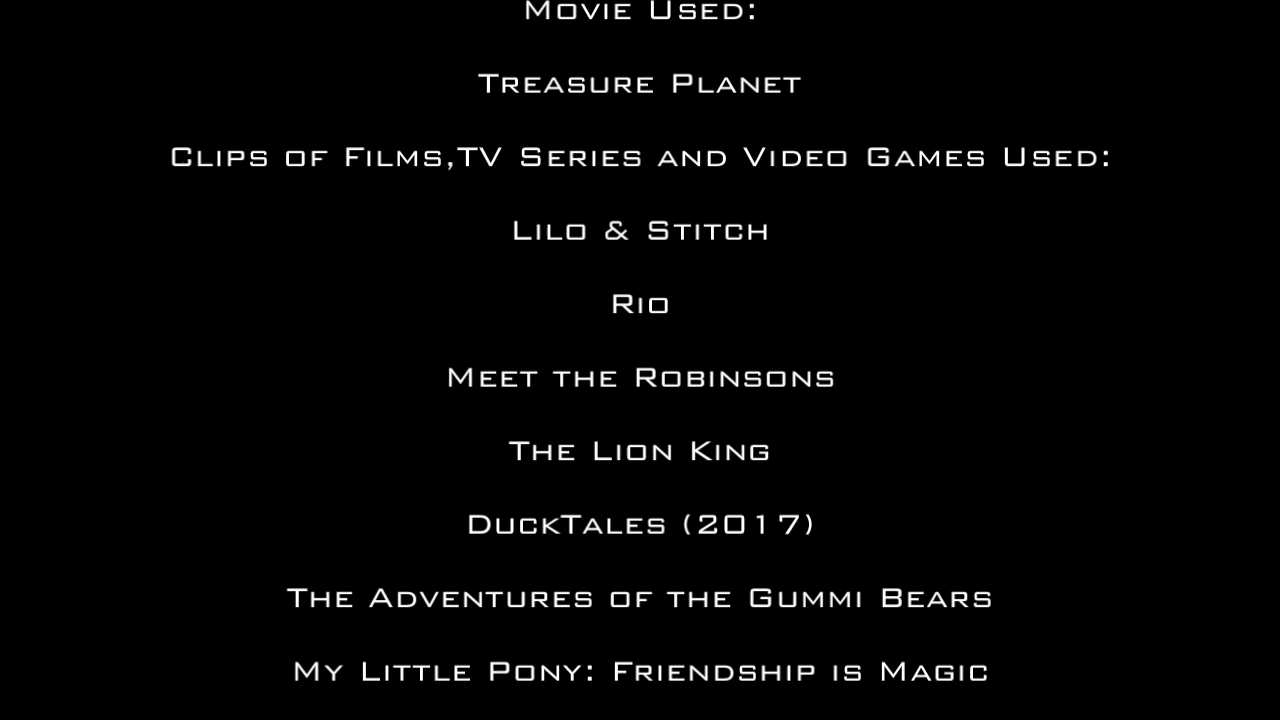 Movie Used:
Treasure Planet
Clips of Films,TV Series and Video Games Used:
Lilo & Stitch
Rio
Meet the Robinsons
The Lion King
DuckTales (2017)
The Adventures of the Gummi Bears
My Little Pony: Friendship is Magic